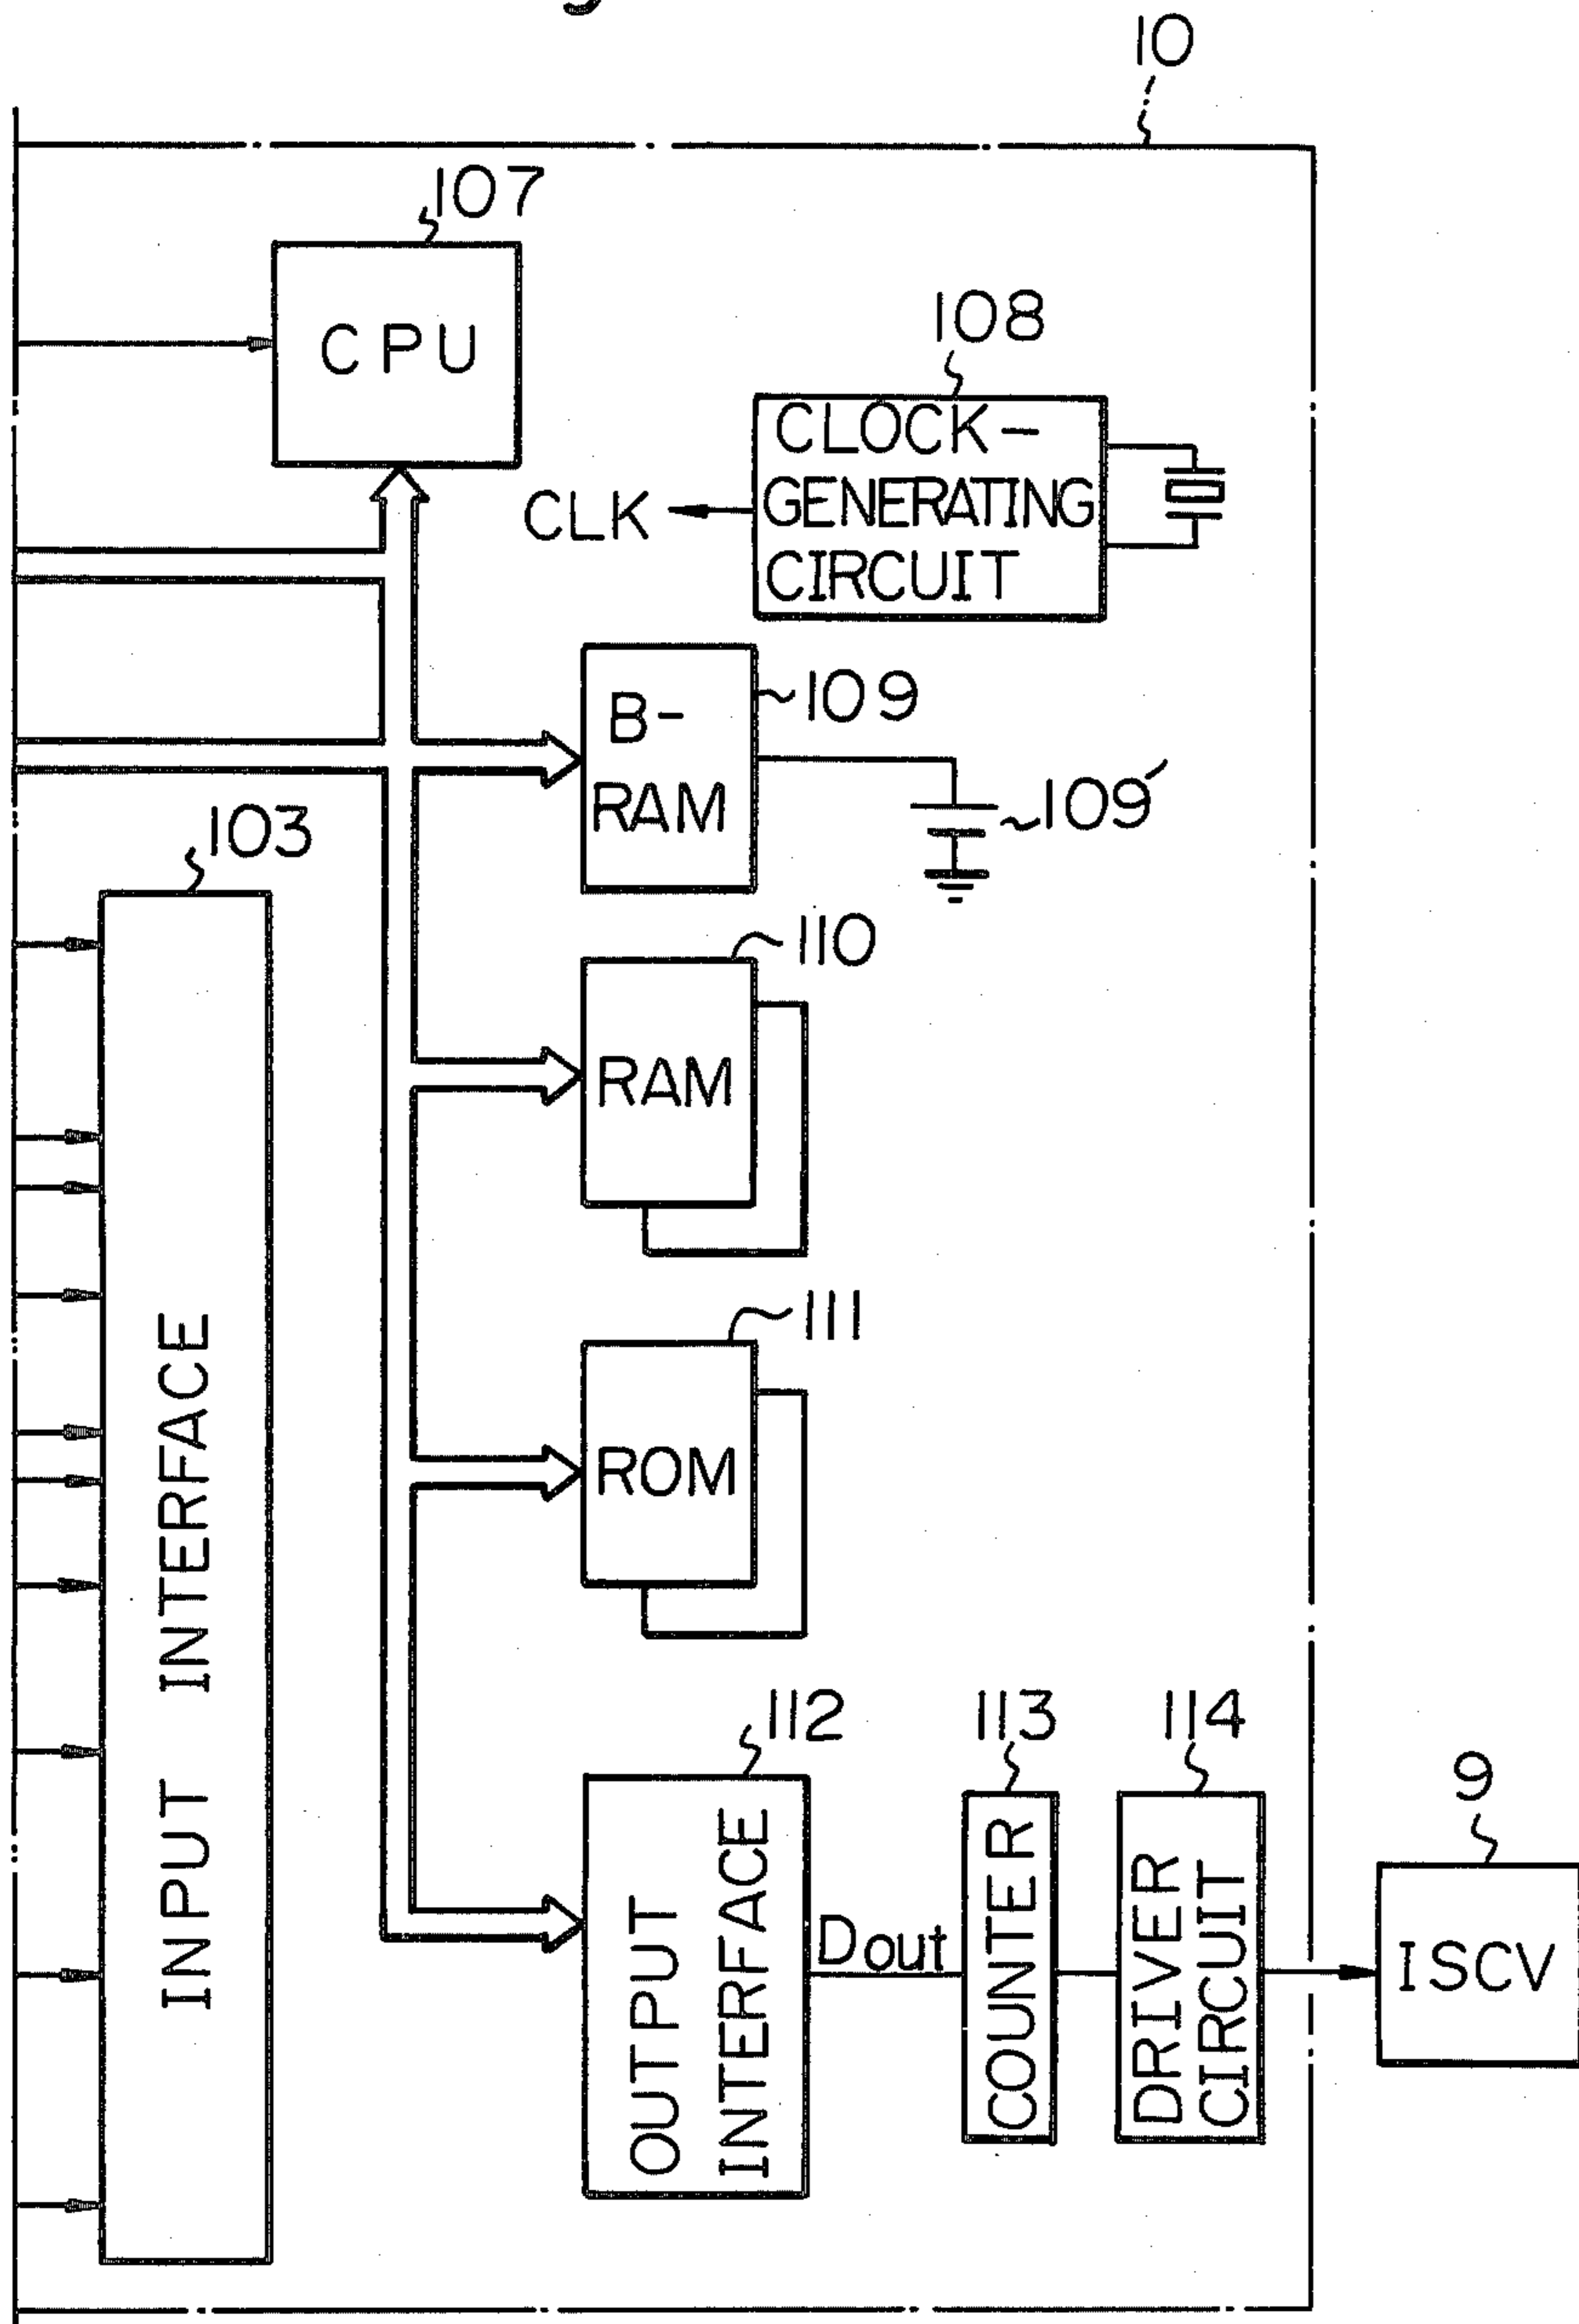 10
107
CPU
108
CLOCK-
GENERATING
CIRCUIT
CLK
B-
RAM
109
109'
103
INPUT INTERFACE
110
RAM
111
ROM
112
OUTPUT
INTERFACE
Dout
113
COUNTER
114
DRIVER
CIRCUIT
9
ISCV